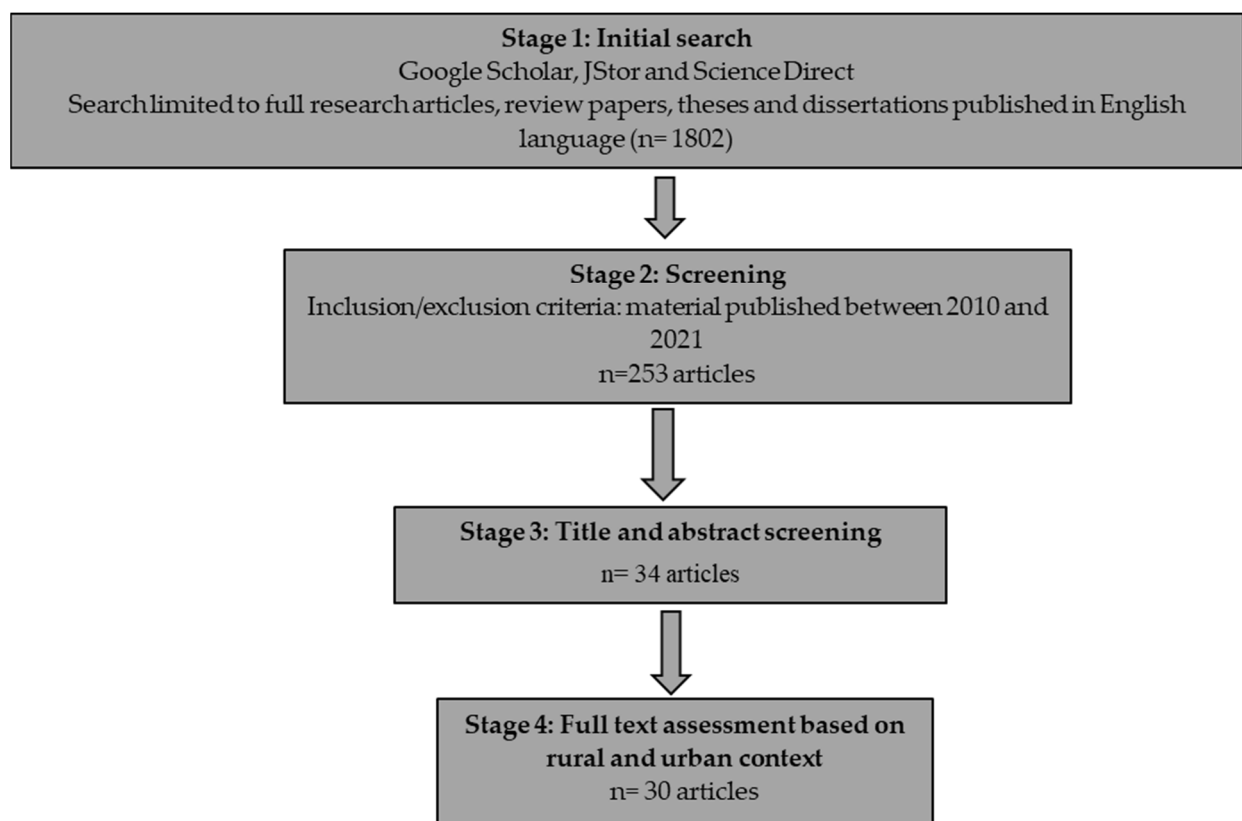 Stage 1: Initial search
Google Scholar, JStor and Science Direct
Search limited to full research articles, review papers, theses and dissertations published in English
language (n= 1802)
Stage 2: Screening
Inclusion/exclusion criteria: material published between 2010 and
2021
n=253 articles
Stage 3: Title and abstract screening
n= 34 articles
Stage 4: Full text assessment based on
rural and urban context
n= 30 articles